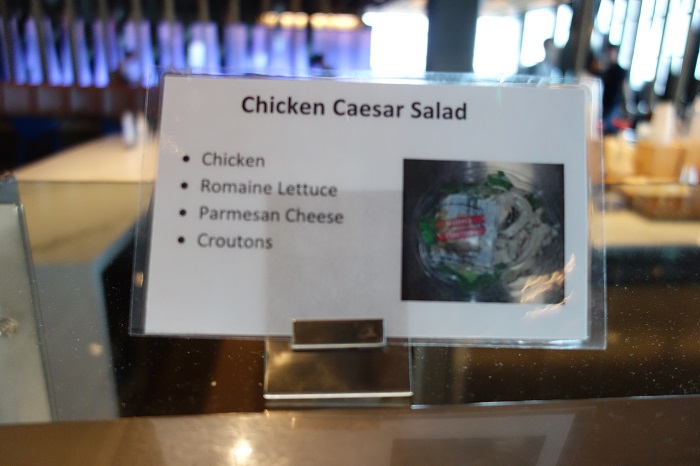 Chicken Caesar Salad
• Chicken
• Romaine Lettuce
• Parmesan Cheese
• Croutons